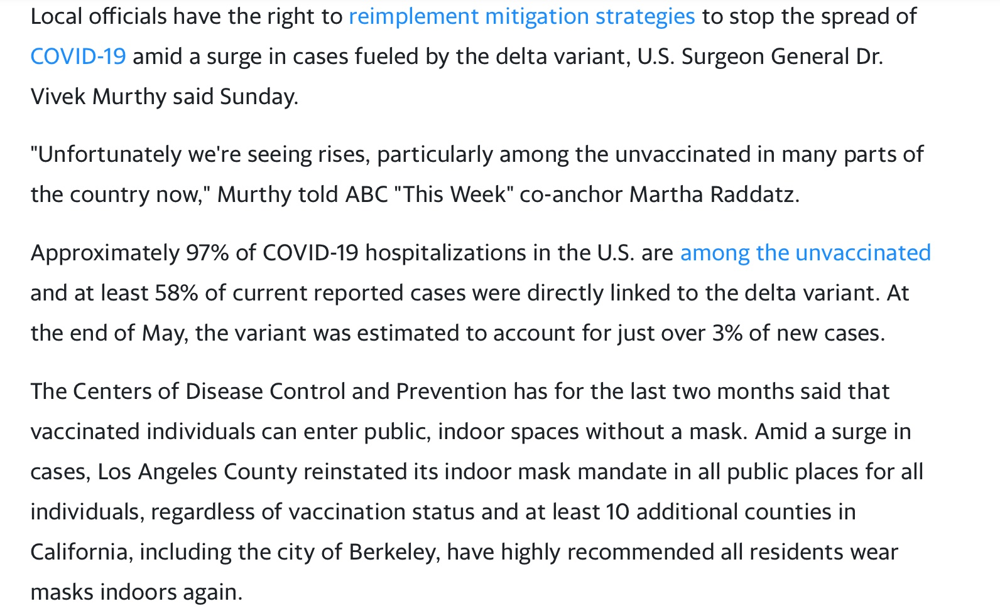 Local officials have the right to reimplement mitigation strategies to stop the spread of
COVID-19 amid a surge in cases fueled by the delta variant, U.S. Surgeon General Dr.
Vivek Murthy said Sunday.
"Unfortunately we're seeing rises, particularly among the unvaccinated in many parts of
the country now," Murthy told ABC "This Week" co-anchor Martha Raddatz.
Approximately 97% of COVID-19 hospitalizations in the U.S. are among the unvaccinated
and at least 58% of current reported cases were directly linked to the delta variant. At
the end of May, the variant was estimated to account for just over 3% of new cases.
The Centers of Disease Control and Prevention has for the last two months said that
vaccinated individuals can enter public, indoor spaces without a mask. Amid a surge in
cases, Los Angeles County reinstated its indoor mask mandate in all public places for all
individuals, regardless of vaccination status and at least 10 additional counties in
California, including the city of Berkeley, have highly recommended all residents wear
masks indoors again.